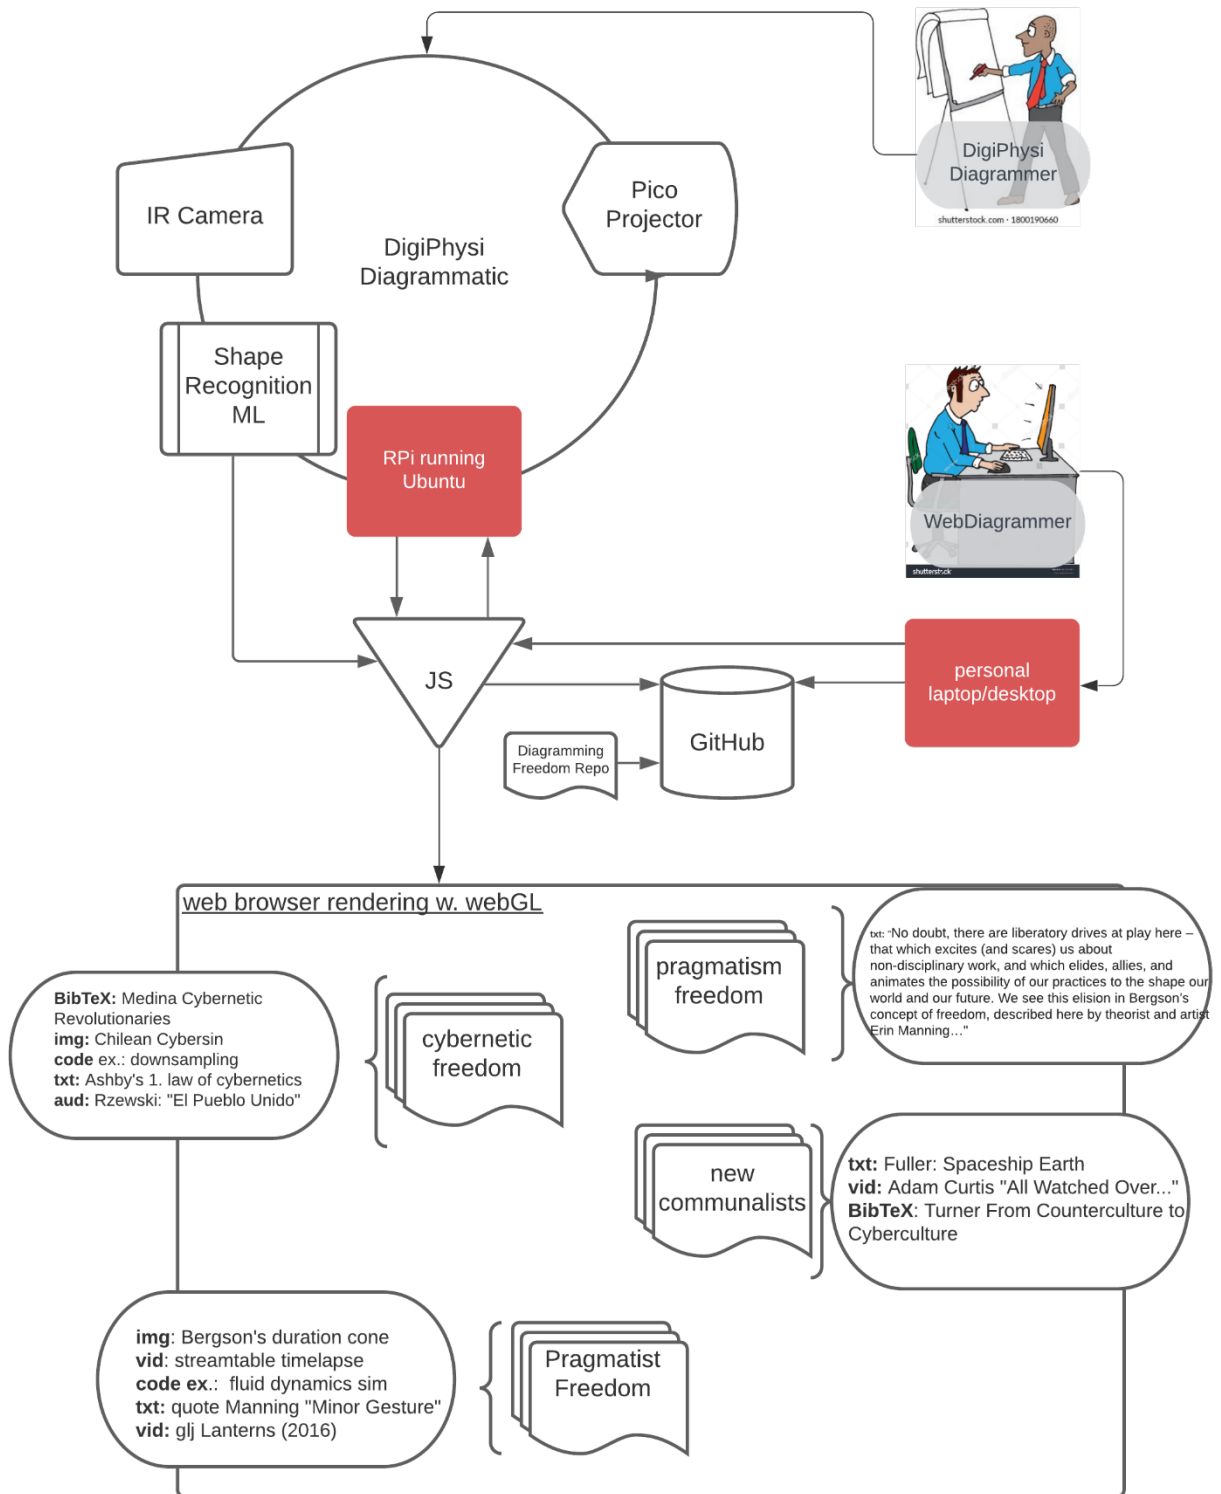 DigiPhysi
Diagrammer
shutterstock.com · 1800190660
IR Camera
Pico
Projector
DigiPhysi
Diagrammatic
Shape
Recognition
ML
RPi running
Ubuntu
WebDiagrammer
shutterstock
JS
personal
laptop/desktop
GitHub
Diagramming
Freedom Repo
web browser rendering w. webGL
pragmatism
freedom
txt: "No doubt, there are liberatory drives at play here –
that which excites (and scares) us about
non-disciplinary work, and which elides, allies, and
animates the possibility of our practices to the shape our
world and our future. We see this elision in Bergson's
concept of freedom, described here by theorist and artist
Erin Manning..."
BibTeX: Medina Cybernetic
Revolutionaries
img: Chilean Cybersin
code ex.: downsampling
txt: Ashby's 1. law of cybernetics
aud: Rzewski: "El Pueblo Unido"
cybernetic
freedom
new
communalists
txt: Fuller: Spaceship Earth
vid: Adam Curtis "All Watched Over..."
BibTeX: Turner From Counterculture to
Cyberculture
img: Bergson's duration cone
vid: streamtable timelapse
code ex.: fluid dynamics sim
txt: quote Manning "Minor Gesture"
vid: glj Lanterns (2016)
Pragmatist
Freedom